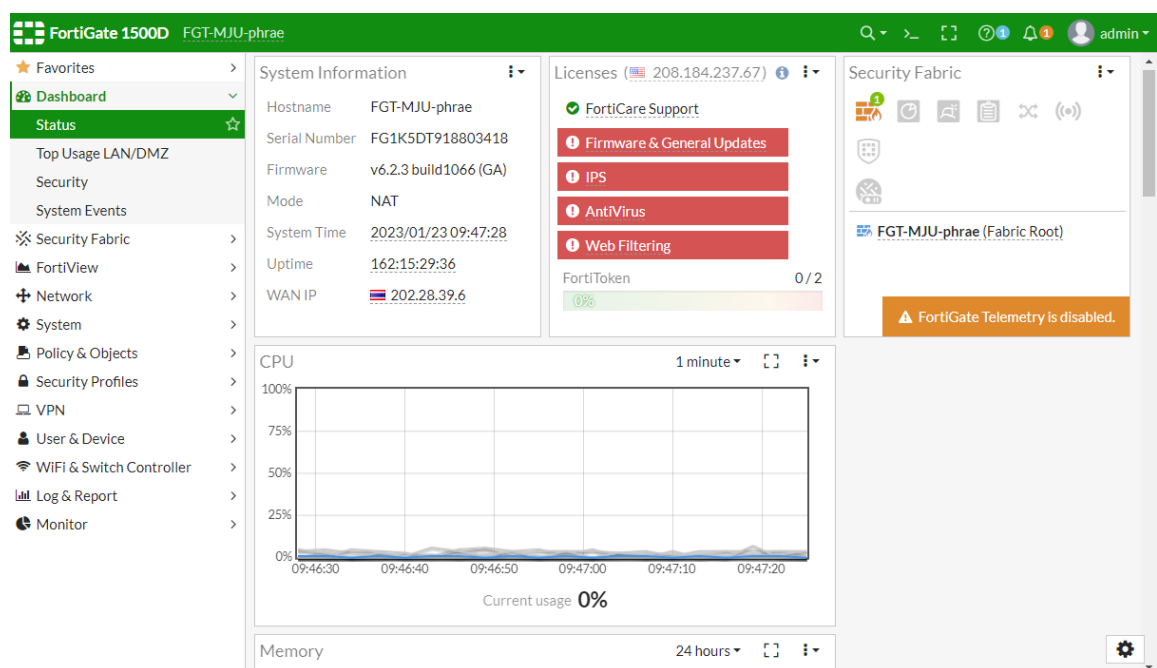 FortiGate 1500D FGT-MJU-phrae
1 1 admin
Favorites
Dashboard
Status
Top Usage LAN/DMZ
Security
System Events
Security Fabric
FortiView
Network
System
Policy & Objects
Security Profiles
VPN
User & Device
WiFi & Switch Controller
Log & Report
Monitor
System Information
Hostname FGT-MJU-phrae
Serial Number FG1K5DT918803418
Firmware v6.2.3 build1066 (GA)
Mode NAT
System Time 2023/01/23 09:47:28
Uptime 162:15:29:36
WAN IP 202.28.39.6
Licenses (208.184.237.67)
FortiCare Support
Firmware & General Updates
IPS
AntiVirus
Web Filtering
FortiToken 0 / 2
0%
Security Fabric
1
FGT-MJU-phrae (Fabric Root)
FortiGate Telemetry is disabled.
CPU 1 minute
100%
75%
50%
25%
0%
09:46:30 09:46:40 09:46:50 09:47:00 09:47:10 09:47:20
Current usage 0%
Memory 24 hours